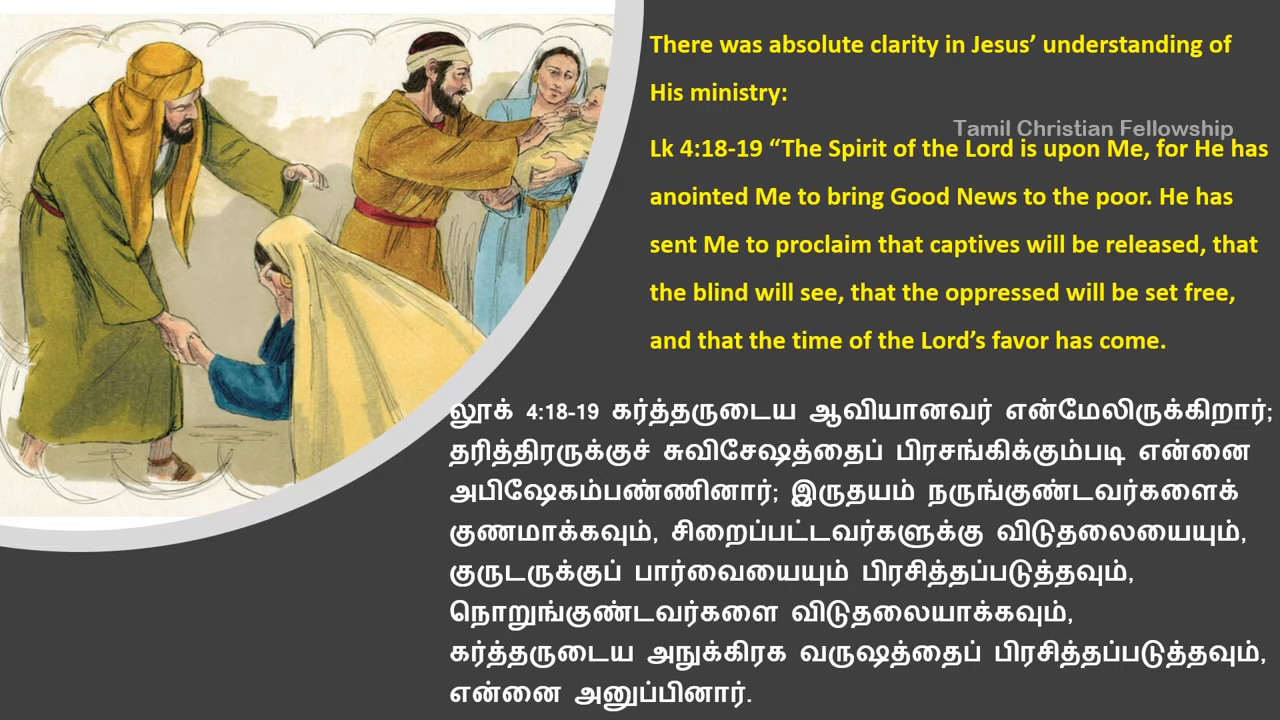 There was absolute clarity in Jesus’ understanding of
His ministry:
Tamil Christian Fellowship
Lk 4:18-19 “The Spirit of the Lord is upon Me, for He has
anointed Me to bring Good News to the poor. He has
sent Me to proclaim that captives will be released, that
the blind will see, that the oppressed will be set free,
and that the time of the Lord’s favor has come.
லூக் 4:18-19 கர்த்தருடைய ஆவியானவர் என்மேலிருக்கிறார்;
தரித்திரருக்குச் சுவிசேஷத்தைப் பிரசங்கிக்கும்படி என்னை
அபிஷேகம்பண்ணினார்; இருதயம் நருங்குண்டவர்களைக்
குணமாக்கவும், சிறைப்பட்டவர்களுக்கு விடுதலையையும்,
குருடருக்குப் பார்வையையும் பிரசித்தப்படுத்தவும்,
நொறுங்குண்டவர்களை விடுதலையாக்கவும்,
கர்த்தருடைய அநுக்கிரக வருஷத்தைப் பிரசித்தப்படுத்தவும்,
என்னை அனுப்பினார்.